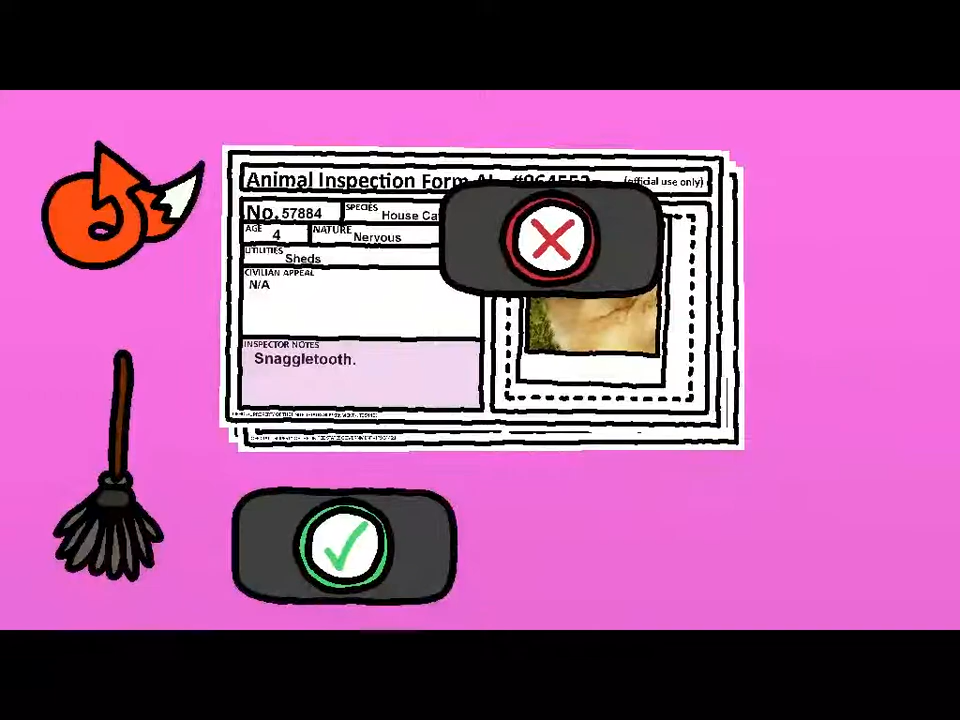 Animal Inspection Form
(official use only)
No. 57884
SPECIES
House
AGE
4
NATURE
Nervous
UTILITIES
Sheds
CIVILIAN APPEAL
N/A
INSPECTOR NOTES
Snaggletooth.